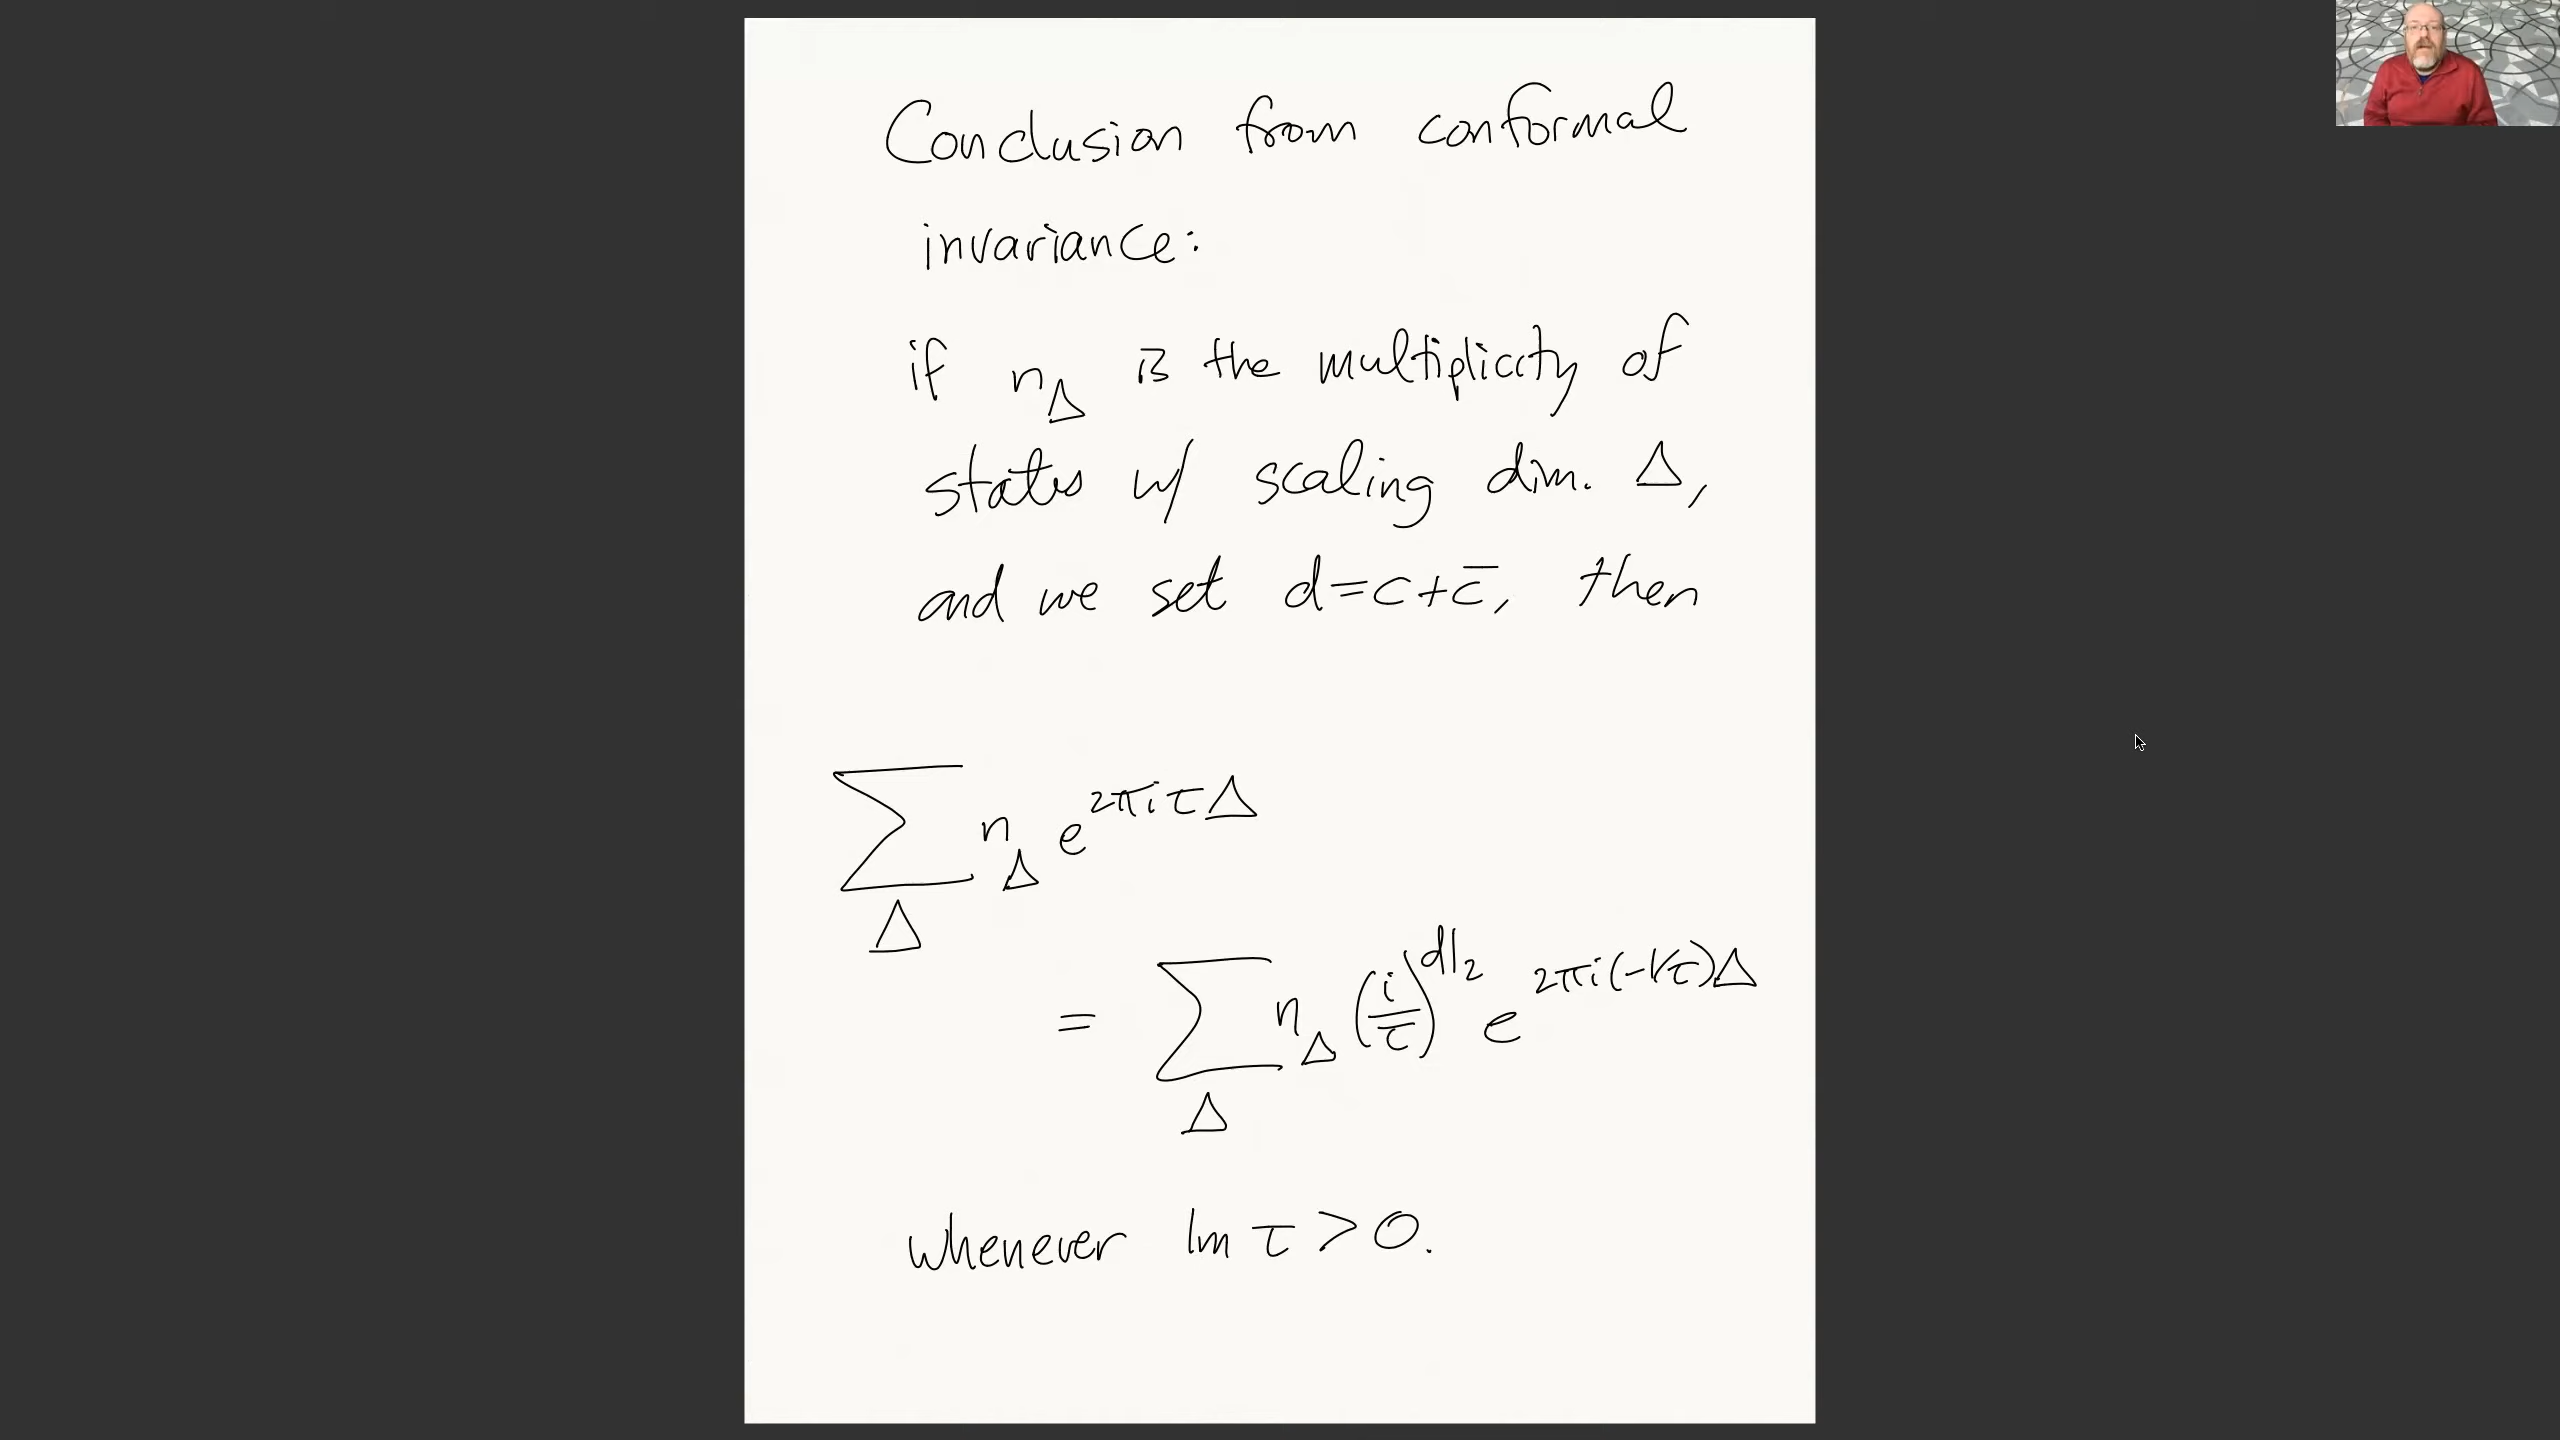 Conclusion from conformal
invariance:
if n_Δ is the multiplicity of
states w/ scaling dim. Δ,
and we set d=c+c̄, then
∑_Δ n_Δ e^{2πiτΔ}
= ∑_Δ n_Δ (i/τ)^{d/2} e^{2πi(-1/τ)Δ}
whenever Im τ > 0.